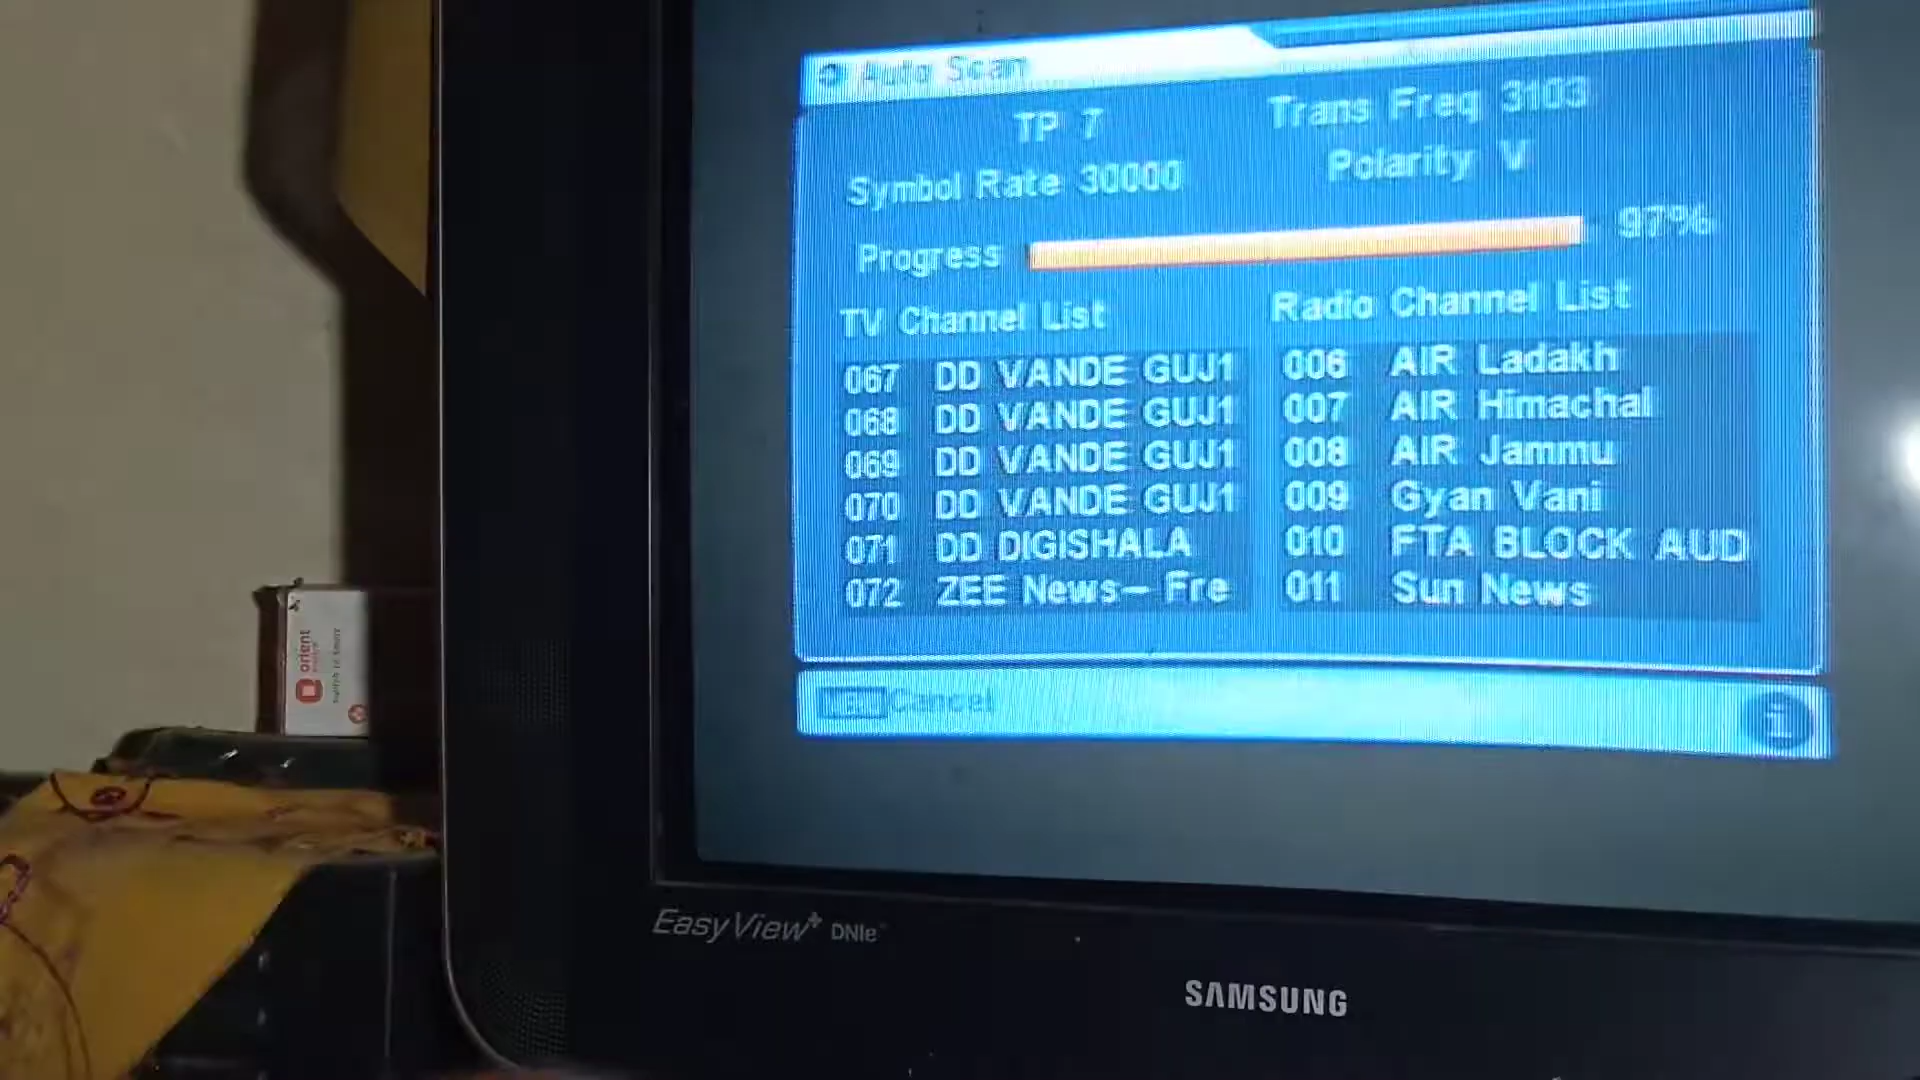 Auto Scan
TP 7
Trans Freq 3103
Symbol Rate 30000
Polarity V
Progress
97%
TV Channel List
Radio Channel List
067 DD VANDE GUJ1
068 DD VANDE GUJ1
069 DD VANDE GUJ1
070 DD VANDE GUJ1
071 DD DIGISHALA
072 ZEE News- Fre
006 AIR Ladakh
007 AIR Himachal
008 AIR Jammu
009 Gyan Vani
010 FTA BLOCK AUD
011 Sun News
Cancel
i
orient
EasyView+ DNIe
SAMSUNG